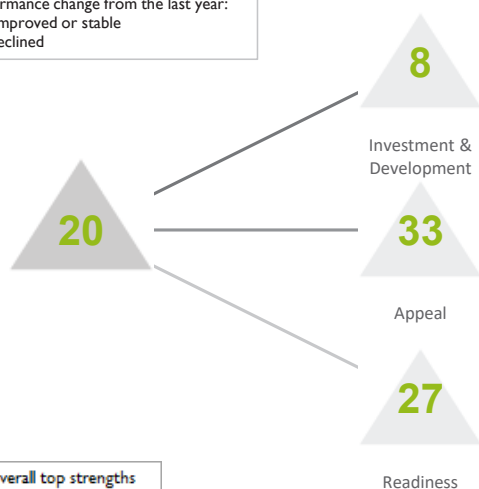 rmance change from the last year:
mproved or stable
eclined
8
Investment &
Development
20
33
Appeal
27
verall top strengths
Readiness